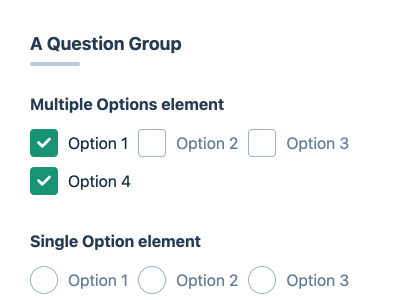 A Question Group
Multiple Options element
Option 1 Option 2 Option 3
Option 4
Single Option element
Option 1 Option 2 Option 3